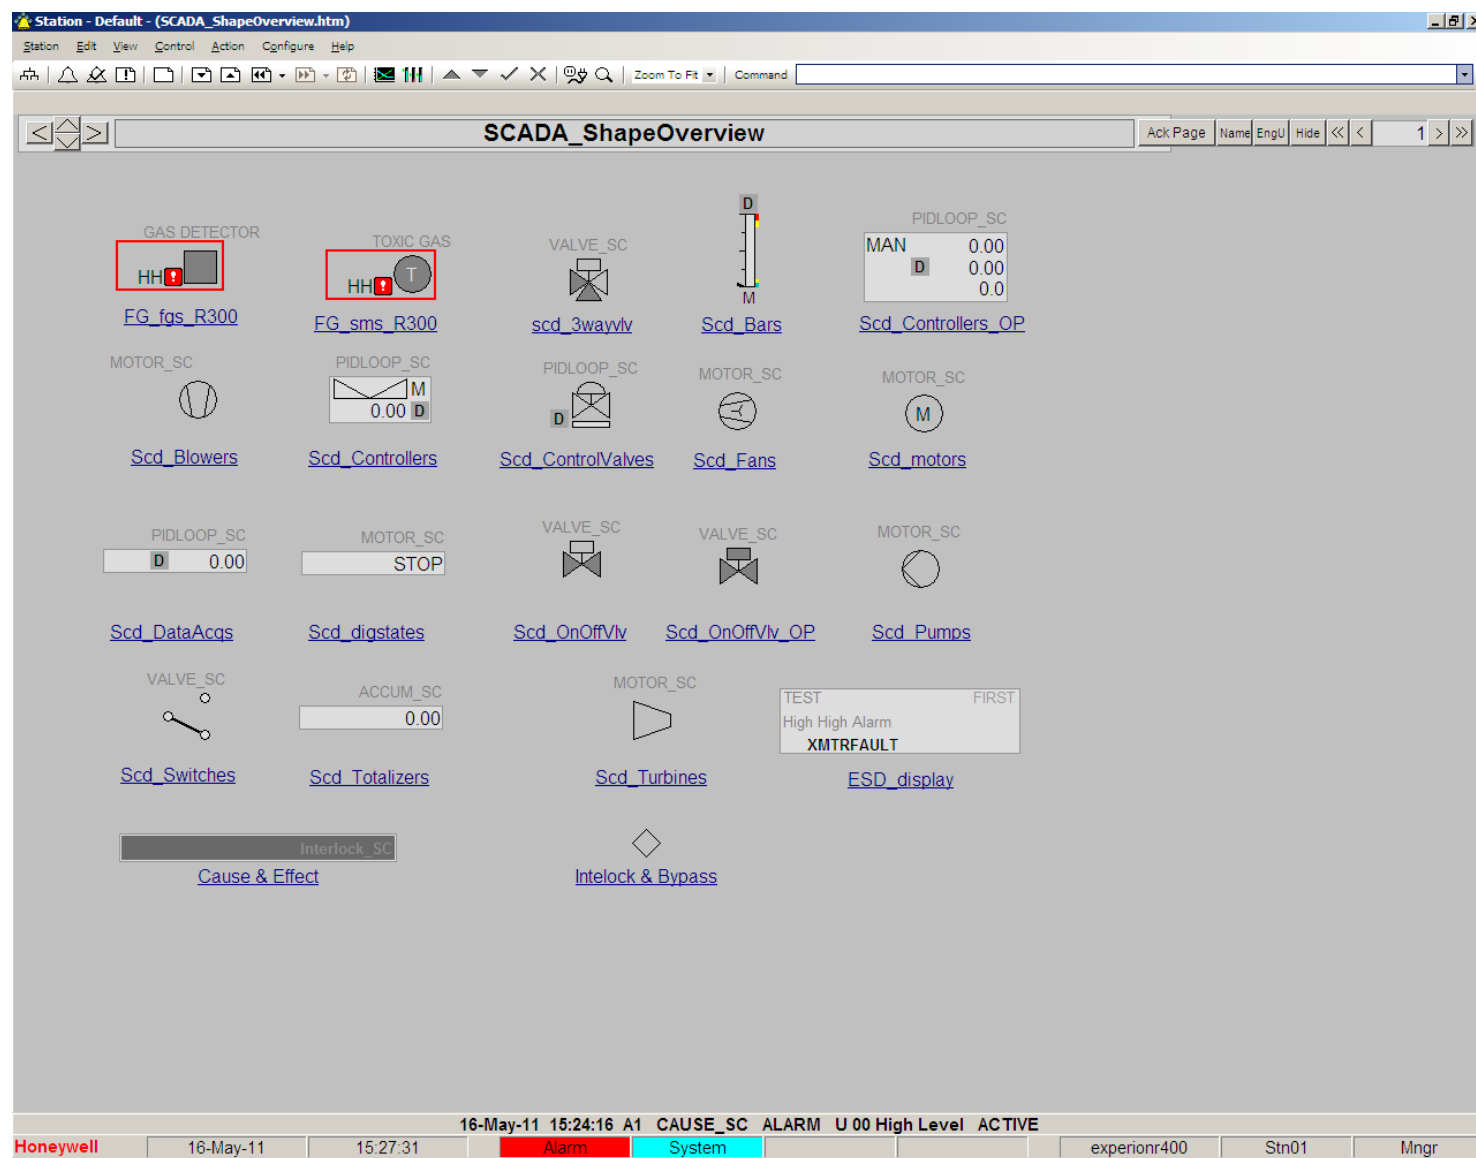 Station - Default - (SCADA_ShapeOverview.htm)
Station Edit View Control Action Configure Help
Zoom To Fit Command
SCADA_ShapeOverview
Ack Page Name EngU Hide << < 1 > >>
GAS DETECTOR
HH
FG_fgs_R300
TOXIC GAS
HH T
FG_sms_R300
VALVE_SC
scd_3wayvlv
D
M
Scd_Bars
PIDLOOP_SC
MAN 0.00
D 0.00
0.0
Scd_Controllers_OP
MOTOR_SC
Scd_Blowers
PIDLOOP_SC
M
0.00 D
Scd_Controllers
PIDLOOP_SC
D
Scd_ControlValves
MOTOR_SC
Scd_Fans
MOTOR_SC
M
Scd_motors
PIDLOOP_SC
D 0.00
Scd_DataAcqs
MOTOR_SC
STOP
Scd_digstates
VALVE_SC
Scd_OnOffVlv
VALVE_SC
Scd_OnOffVlv_OP
MOTOR_SC
Scd_Pumps
VALVE_SC
Scd_Switches
ACCUM_SC
0.00
Scd_Totalizers
MOTOR_SC
Scd_Turbines
TEST FIRST
High High Alarm
XMTRFAULT
ESD_display
Interlock_SC
Cause & Effect
Intelock & Bypass
16-May-11 15:24:16 A1 CAUSE_SC ALARM U 00 High Level ACTIVE
Honeywell 16-May-11 15:27:31 Alarm System experionr400 Stn01 Mngr